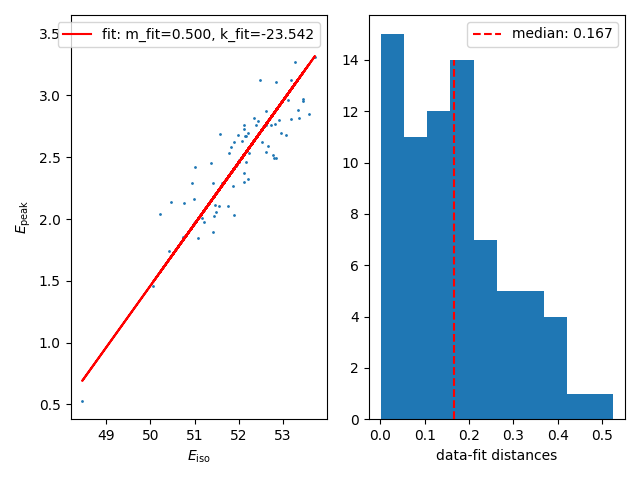 fit: m_fit=0.500, k_fit=-23.542
3.5
3.0
2.5
2.0
1.5
1.0
0.5
E_peak
49 50 51 52 53
E_iso
median: 0.167
14
12
10
8
6
4
2
0
0.0 0.1 0.2 0.3 0.4 0.5
data-fit distances